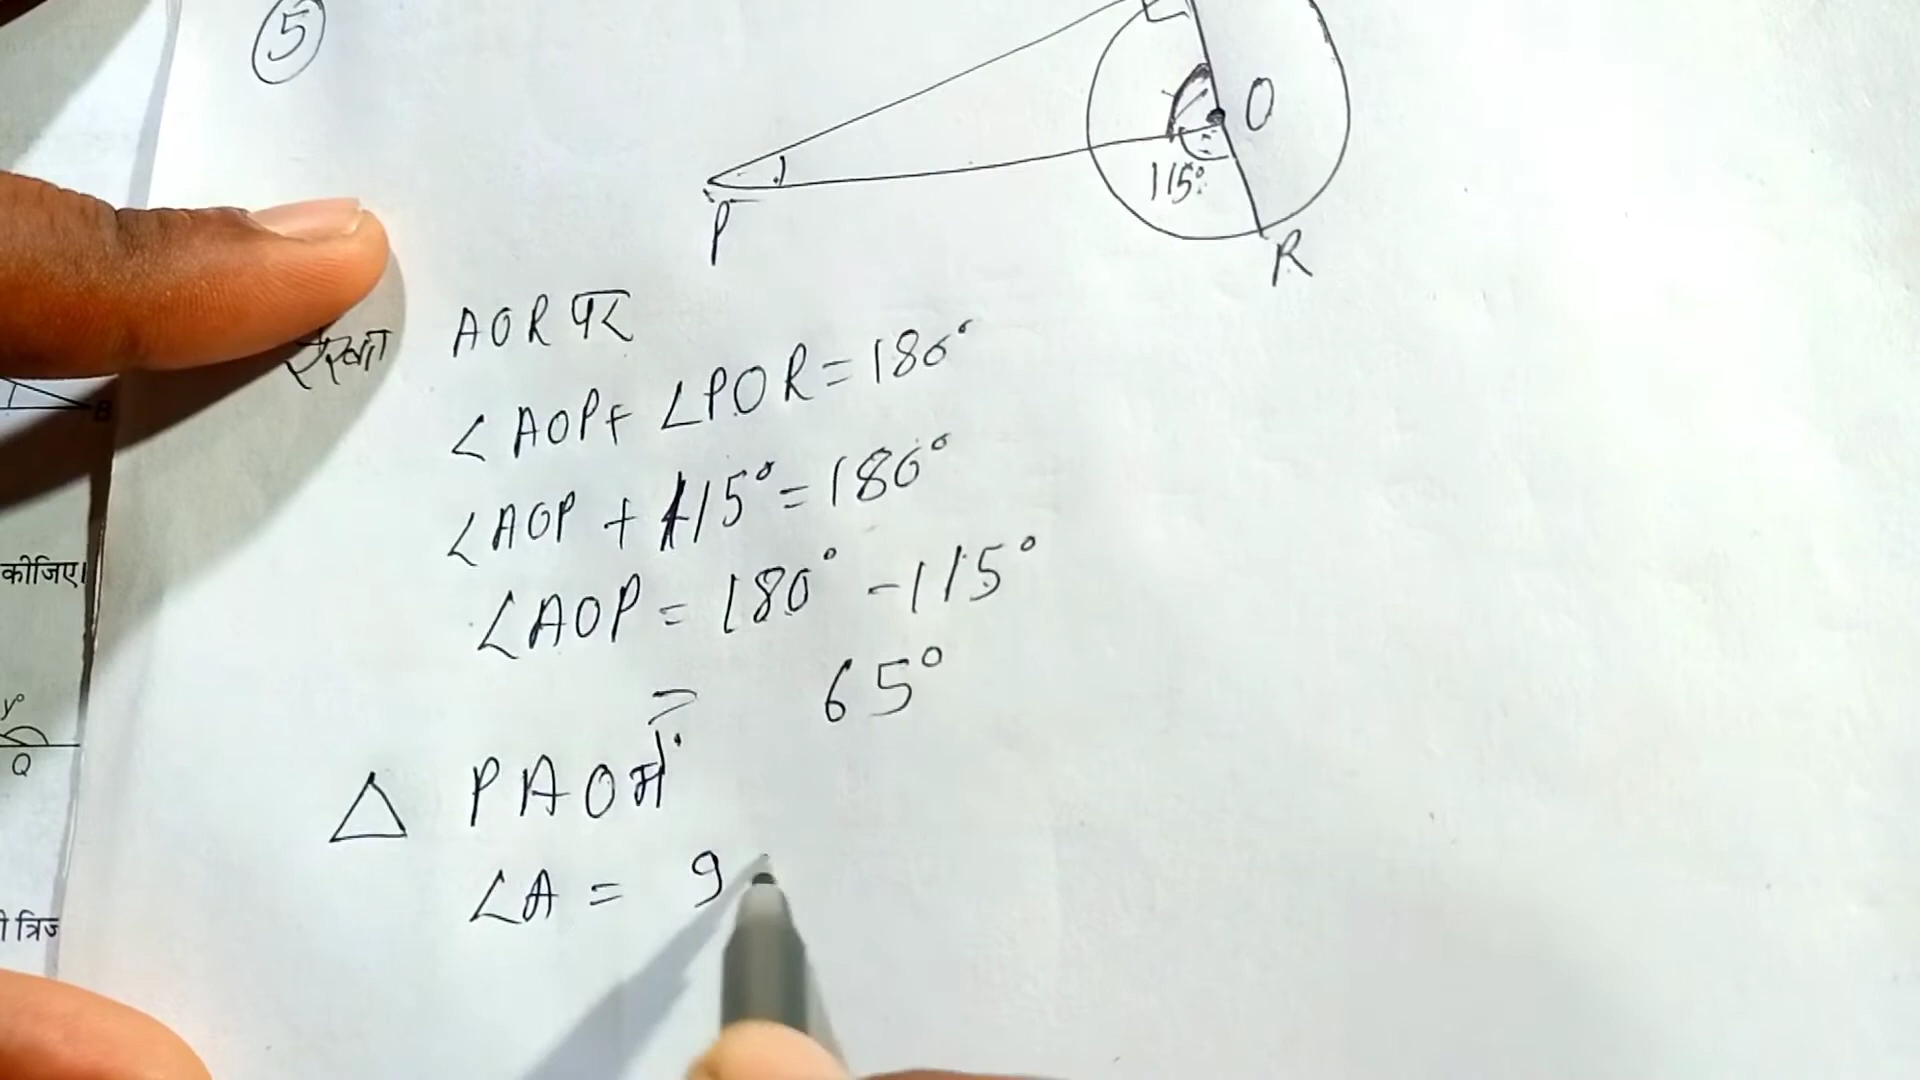 5
O
115°
P
R
रेखा AOR पर
∠AOP+ ∠POR = 180°
∠AOP + 115° = 180°
∠AOP = 180° - 115°
= 65°
△ PAO में
∠A = 9
B
कीजिए।
y°
Q
त्रिज